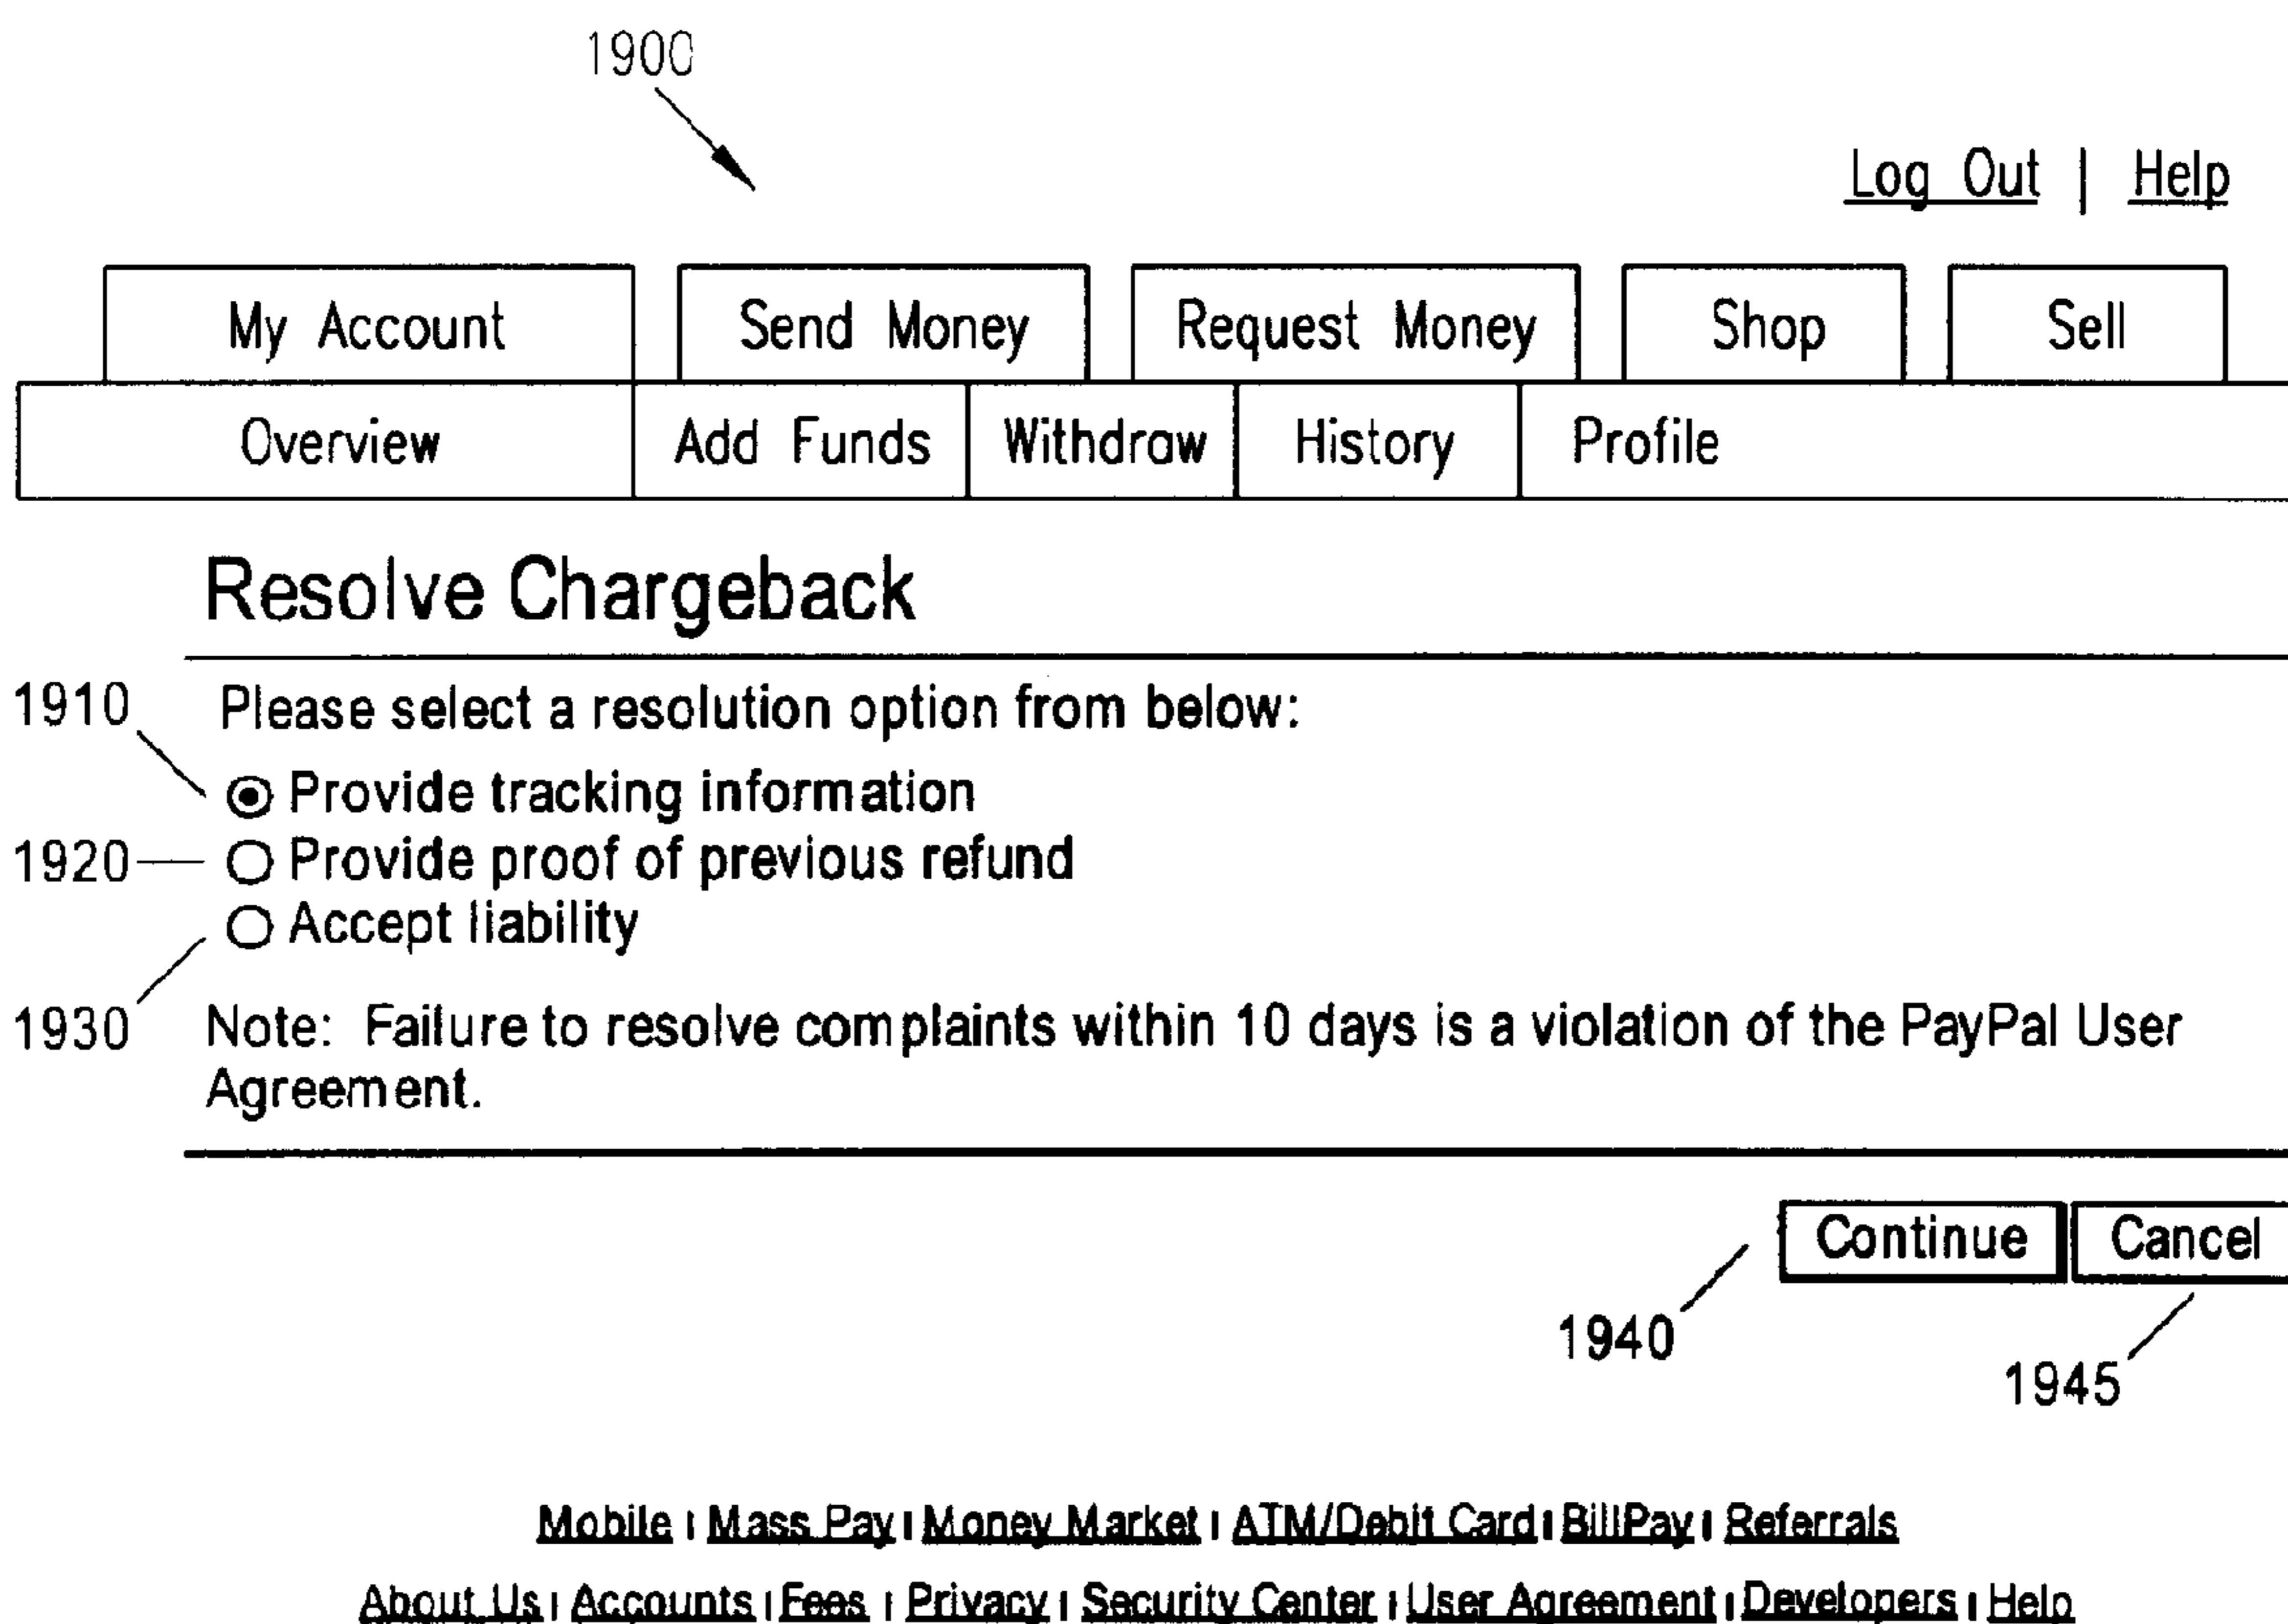 1900
Log Out | Help
My Account Send Money Request Money Shop Sell
Overview Add Funds Withdraw History Profile
Resolve Chargeback
1910 Please select a resolution option from below:
Provide tracking information
1920 Provide proof of previous refund
Accept liability
1930 Note: Failure to resolve complaints within 10 days is a violation of the PayPal User
Agreement.
Continue Cancel
1940
1945
Mobile | Mass Pay | Money Market | ATM/Debit Card | BillPay | Referrals
About Us | Accounts | Fees | Privacy | Security Center | User Agreement | Developers | Help